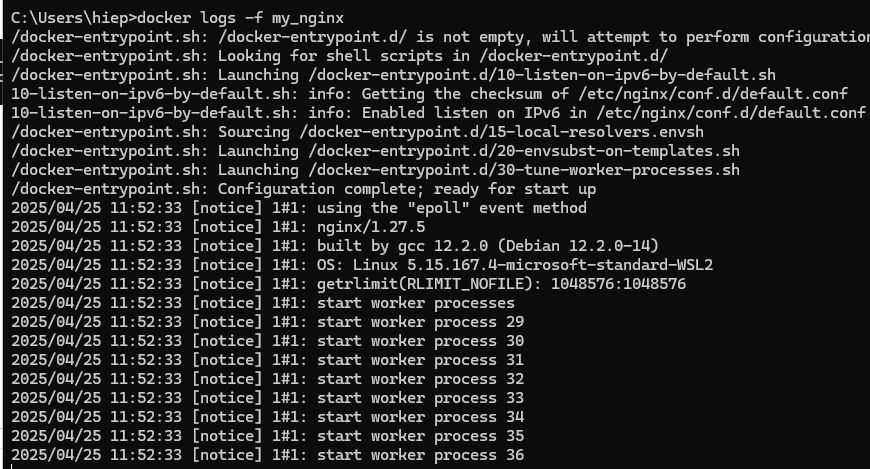 C:\Users\hiep>docker logs -f my_nginx
/docker-entrypoint.sh: /docker-entrypoint.d/ is not empty, will attempt to perform configuration
/docker-entrypoint.sh: Looking for shell scripts in /docker-entrypoint.d/
/docker-entrypoint.sh: Launching /docker-entrypoint.d/10-listen-on-ipv6-by-default.sh
10-listen-on-ipv6-by-default.sh: info: Getting the checksum of /etc/nginx/conf.d/default.conf
10-listen-on-ipv6-by-default.sh: info: Enabled listen on IPv6 in /etc/nginx/conf.d/default.conf
/docker-entrypoint.sh: Sourcing /docker-entrypoint.d/15-local-resolvers.envsh
/docker-entrypoint.sh: Launching /docker-entrypoint.d/20-envsubst-on-templates.sh
/docker-entrypoint.sh: Launching /docker-entrypoint.d/30-tune-worker-processes.sh
/docker-entrypoint.sh: Configuration complete; ready for start up
2025/04/25 11:52:33 [notice] 1#1: using the "epoll" event method
2025/04/25 11:52:33 [notice] 1#1: nginx/1.27.5
2025/04/25 11:52:33 [notice] 1#1: built by gcc 12.2.0 (Debian 12.2.0-14)
2025/04/25 11:52:33 [notice] 1#1: OS: Linux 5.15.167.4-microsoft-standard-WSL2
2025/04/25 11:52:33 [notice] 1#1: getrlimit(RLIMIT_NOFILE): 1048576:1048576
2025/04/25 11:52:33 [notice] 1#1: start worker processes
2025/04/25 11:52:33 [notice] 1#1: start worker process 29
2025/04/25 11:52:33 [notice] 1#1: start worker process 30
2025/04/25 11:52:33 [notice] 1#1: start worker process 31
2025/04/25 11:52:33 [notice] 1#1: start worker process 32
2025/04/25 11:52:33 [notice] 1#1: start worker process 33
2025/04/25 11:52:33 [notice] 1#1: start worker process 34
2025/04/25 11:52:33 [notice] 1#1: start worker process 35
2025/04/25 11:52:33 [notice] 1#1: start worker process 36